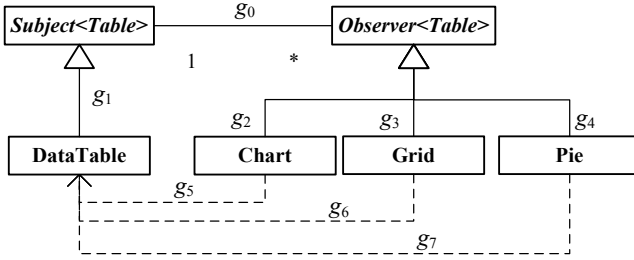 Subject<Table>
g0
Observer<Table>
1
*
g1
g2
g3
g4
DataTable
Chart
Grid
Pie
g5
g6
g7